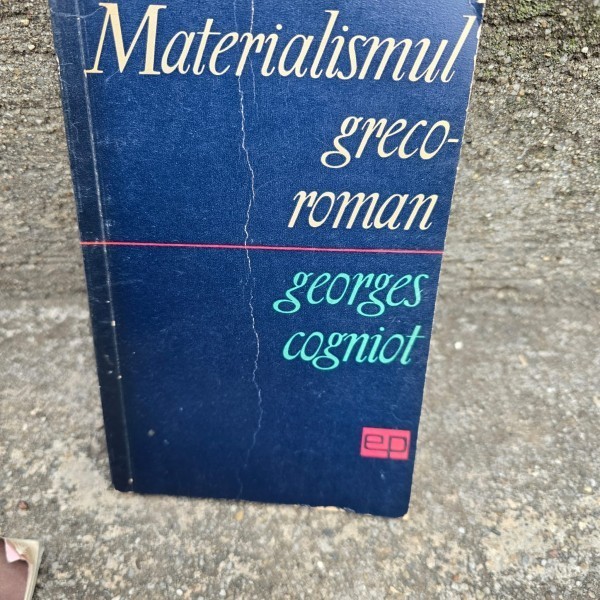 Materialismul
greco-
roman
georges
cogniot
ep